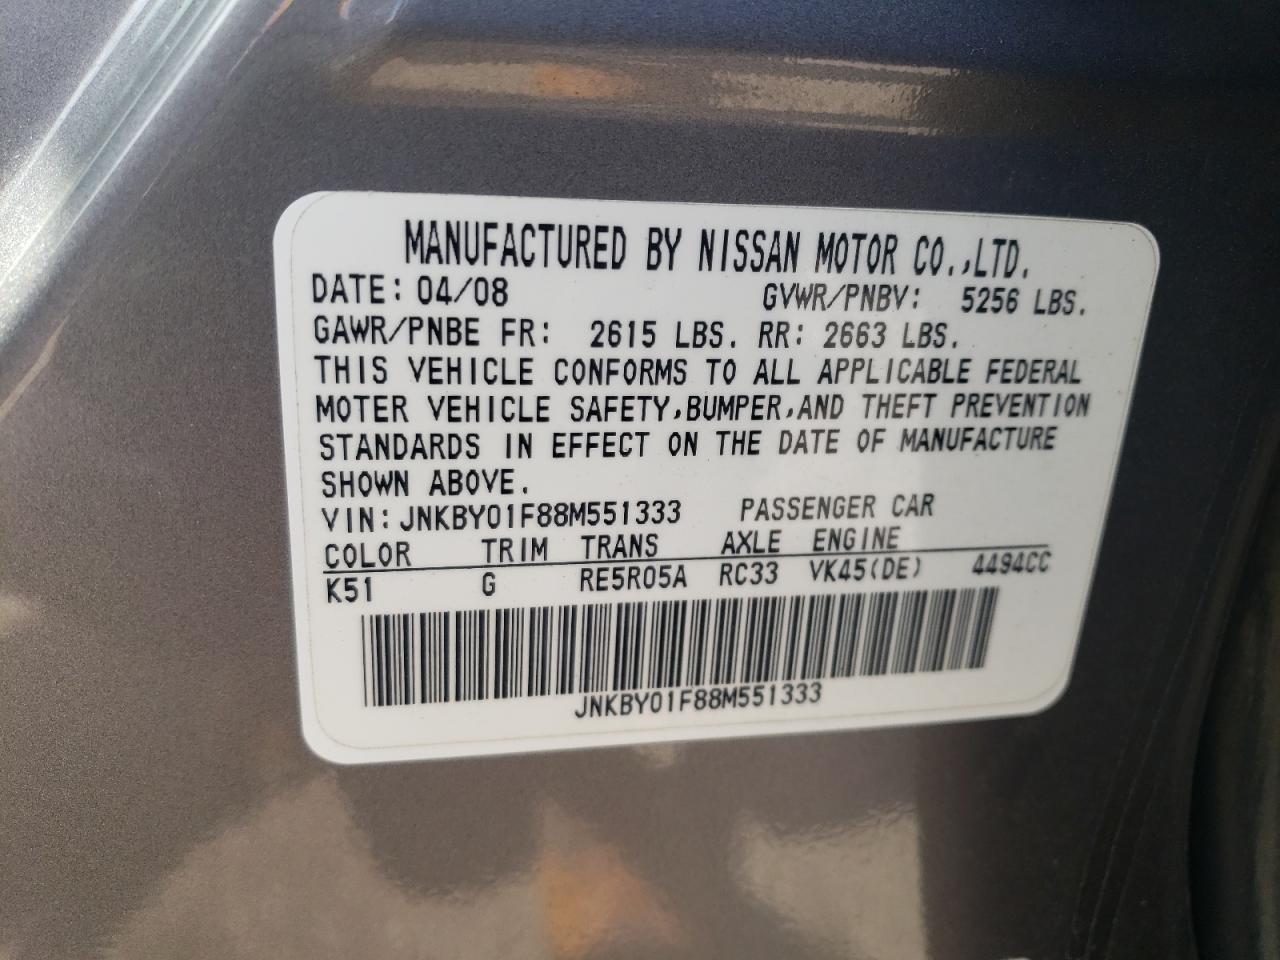 MANUFACTURED BY NISSAN MOTOR CO.,LTD.
DATE: 04/08 GVWR/PNBV: 5256 LBS.
GAWR/PNBE FR: 2615 LBS. RR: 2663 LBS.
THIS VEHICLE CONFORMS TO ALL APPLICABLE FEDERAL
MOTER VEHICLE SAFETY,BUMPER,AND THEFT PREVENTION
STANDARDS IN EFFECT ON THE DATE OF MANUFACTURE
SHOWN ABOVE.
VIN: JNKBY01F88M551333 PASSENGER CAR
COLOR TRIM TRANS AXLE ENGINE
K51 G RE5R05A RC33 VK45(DE) 4494CC
JNKBY01F88M551333